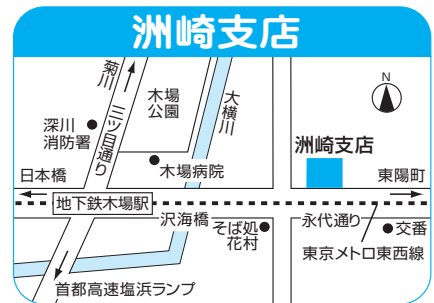 洲崎支店
菊川
三ツ目通り
木場
公園
大横川
N
深川
消防署
木場病院
洲崎支店
日本橋
東陽町
地下鉄木場駅
沢海橋
そば処
花村
永代通り
交番
東京メトロ東西線
首都高速塩浜ランプ